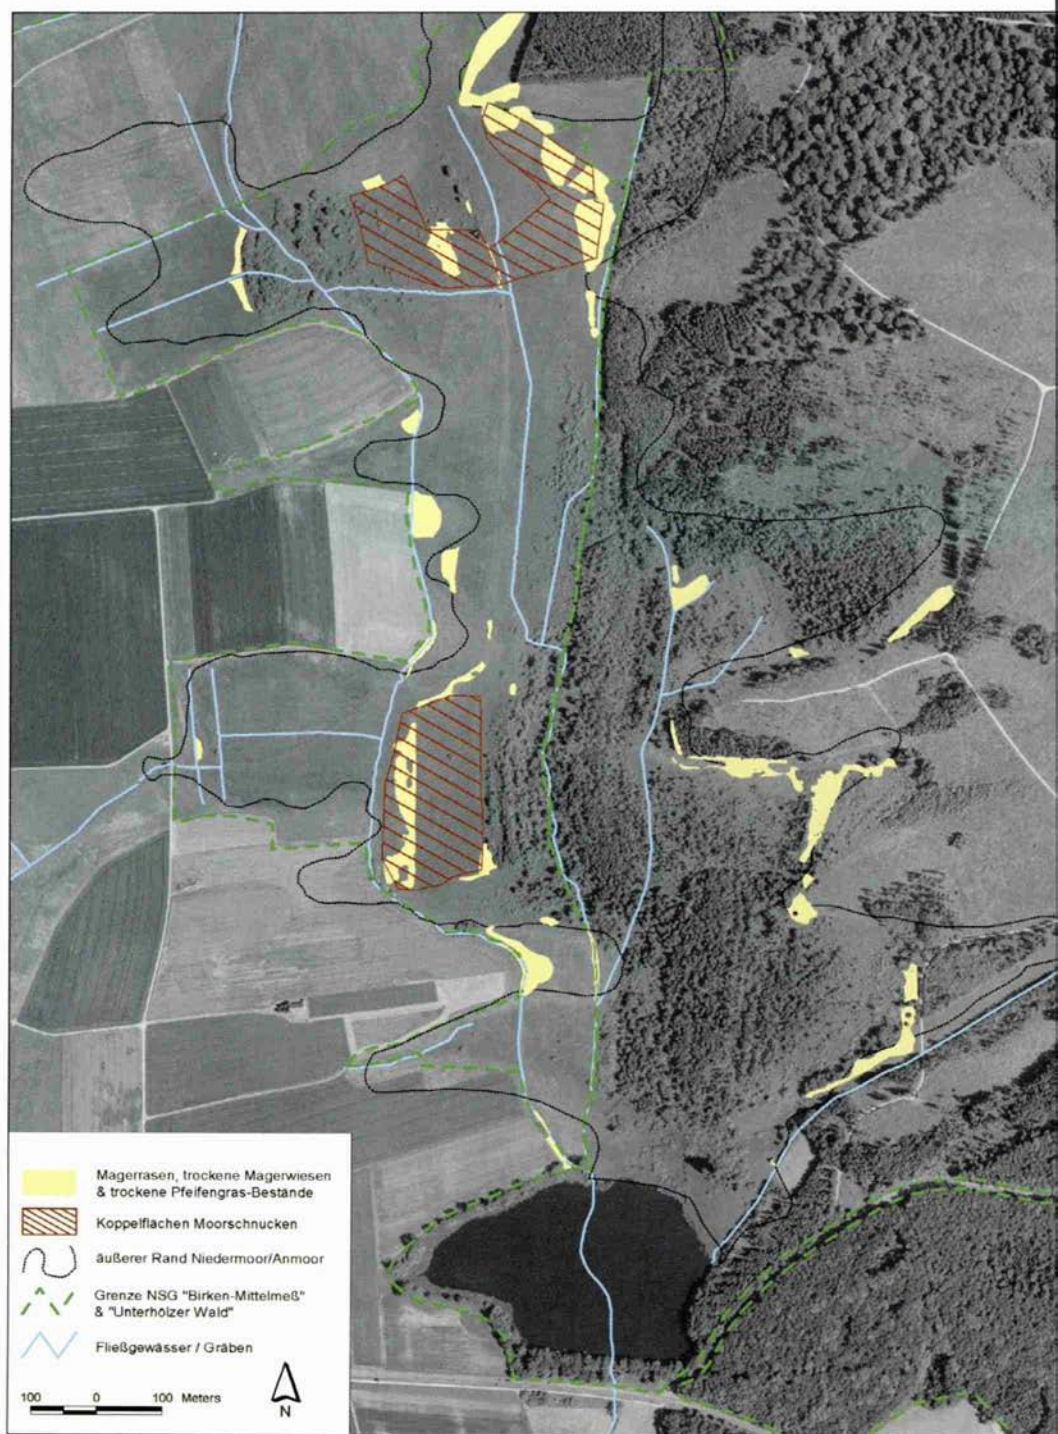 Magerrasen, trockene Magerwiesen
& trockene Pfeifengras-Bestände
Koppelflächen Moorschnucken
äußerer Rand Niedermoor/Anmoor
Grenze NSG "Birken-Mittelmeß"
& "Unterhölzer Wald"
Fließgewässer / Gräben
100 0 100 Meters
N